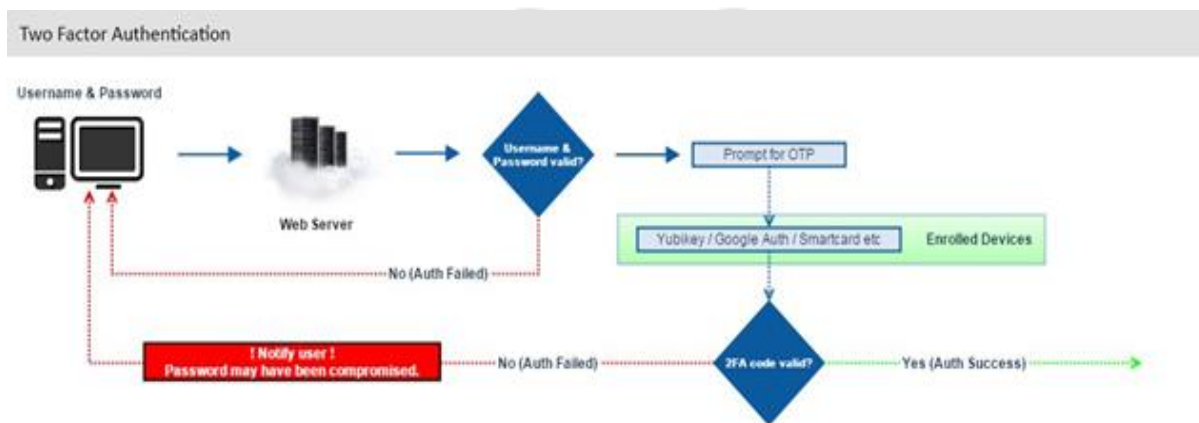 Two Factor Authentication
Username & Password
Username &
Password valid?
Prompt for OTP
Web Server
Yubikey / Google Auth / Smartcard etc
Enrolled Devices
No (Auth Failed)
! Notify user !
Password may have been compromised.
No (Auth Failed)
2FA code valid?
Yes (Auth Success)